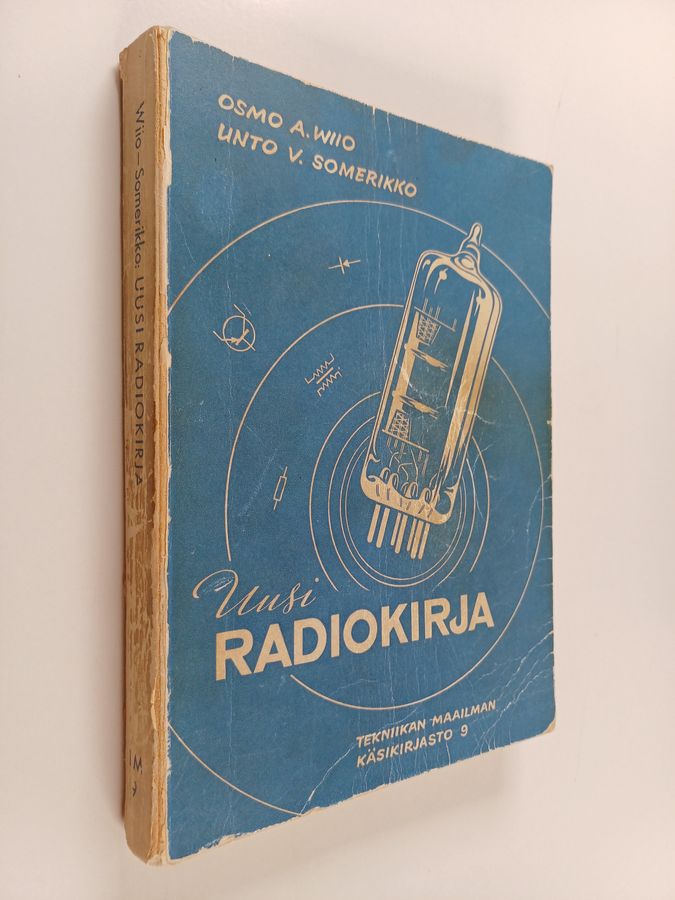 OSMO A. WIIO
UNTO V. SOMERIKKO
Uusi
RADIOKIRJA
TEKNIIKAN MAAILMAN
KÄSIKIRJASTO 9
Wiio – Somerikko: UUSI RADIOKIRJA